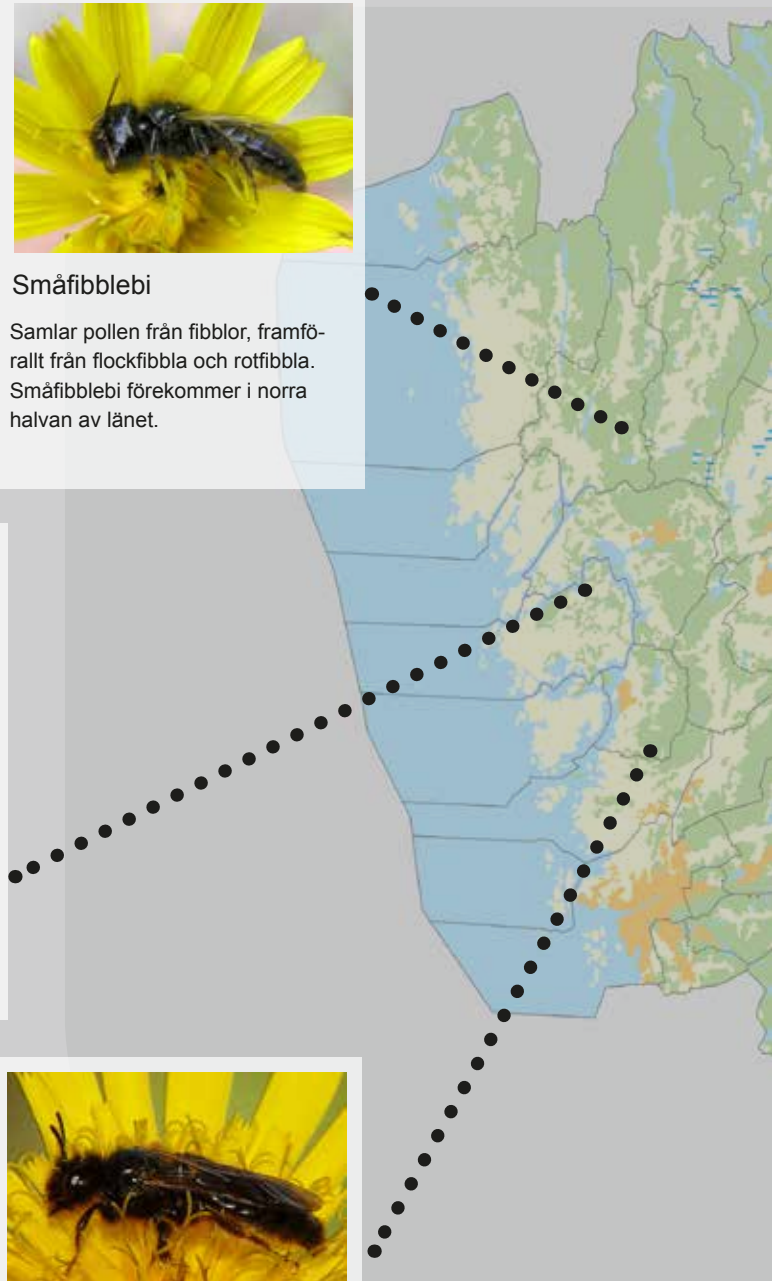 Småfibblebi
Samlar pollen från fibblor, framfö-
rallt från flockfibbla och rotfibbla.
Småfibblebi förekommer i norra
halvan av länet.